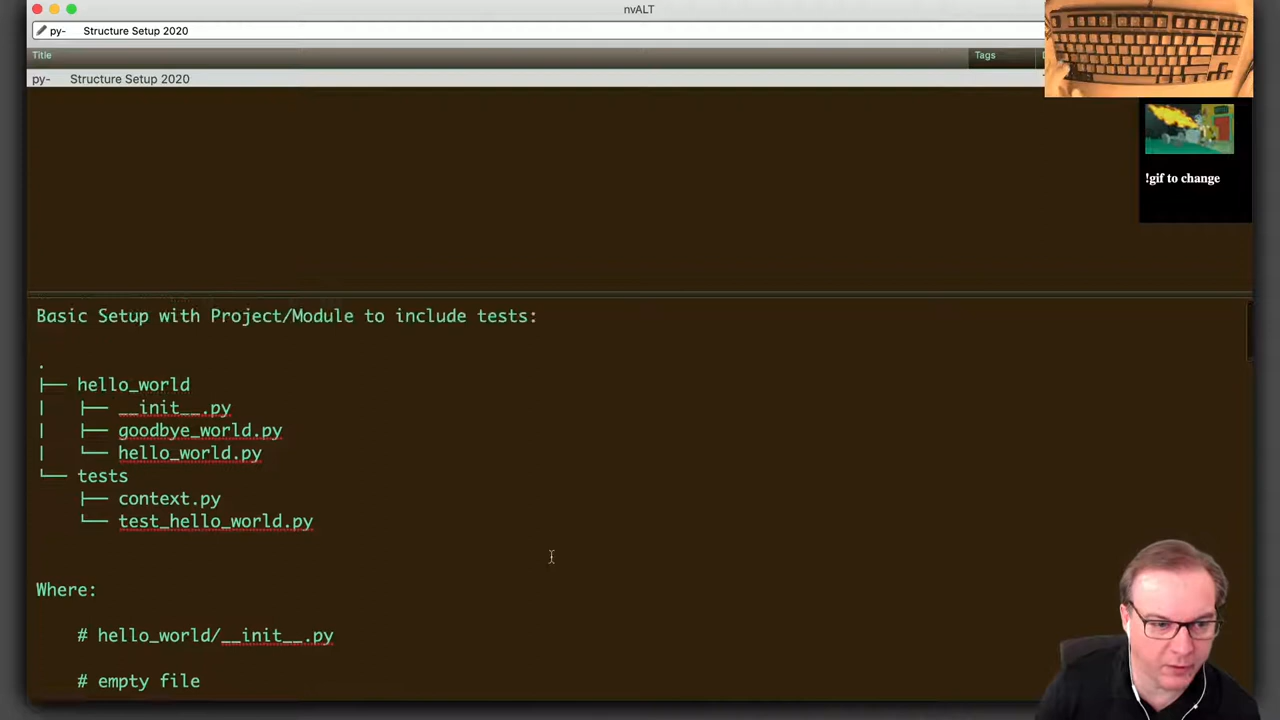 nvALT
py- Structure Setup 2020
Title Tags
py- Structure Setup 2020
!gif to change
Basic Setup with Project/Module to include tests:
.
├── hello_world
│   ├── __init__.py
│   ├── goodbye_world.py
│   └── hello_world.py
└── tests
    ├── context.py
    └── test_hello_world.py
Where:
# hello_world/__init__.py
# empty file